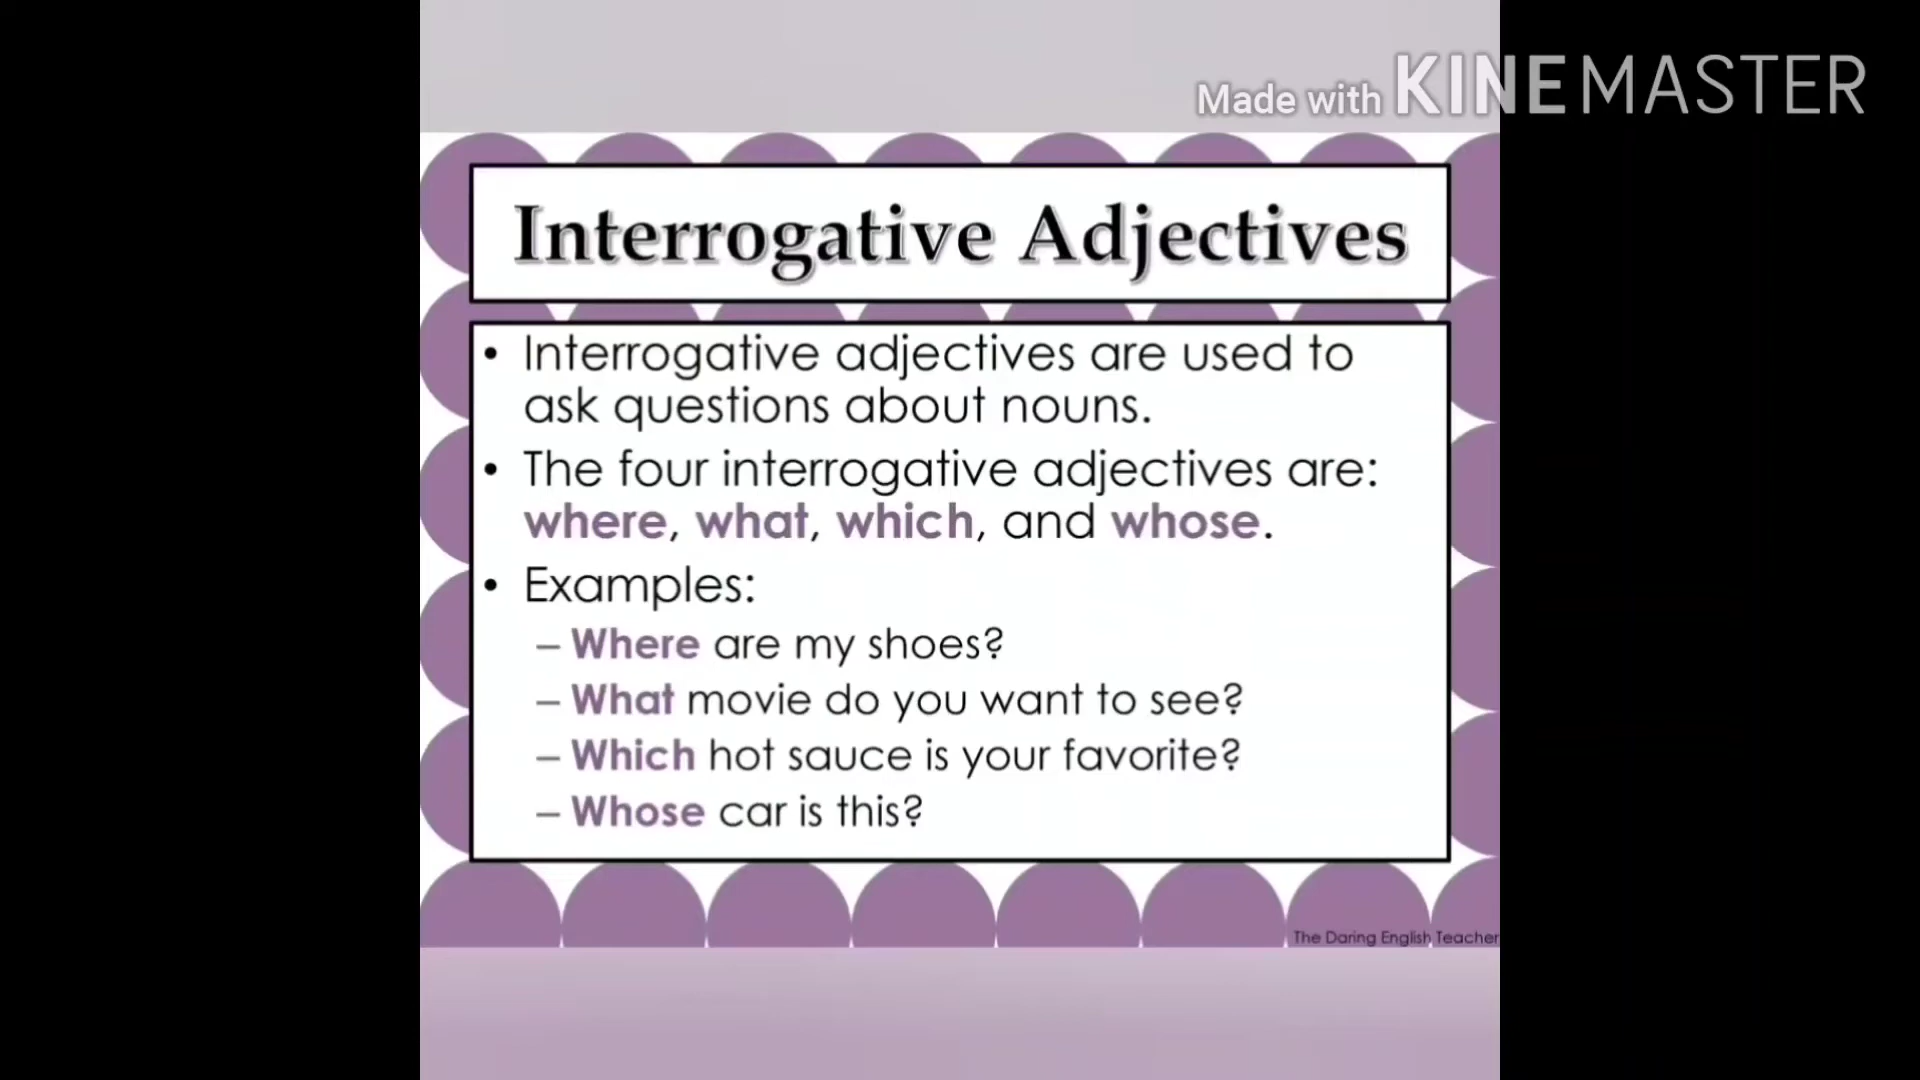 Made with KINEMASTER
Interrogative Adjectives
• Interrogative adjectives are used to
ask questions about nouns.
• The four interrogative adjectives are:
where, what, which, and whose.
• Examples:
– Where are my shoes?
– What movie do you want to see?
– Which hot sauce is your favorite?
– Whose car is this?
The Daring English Teacher